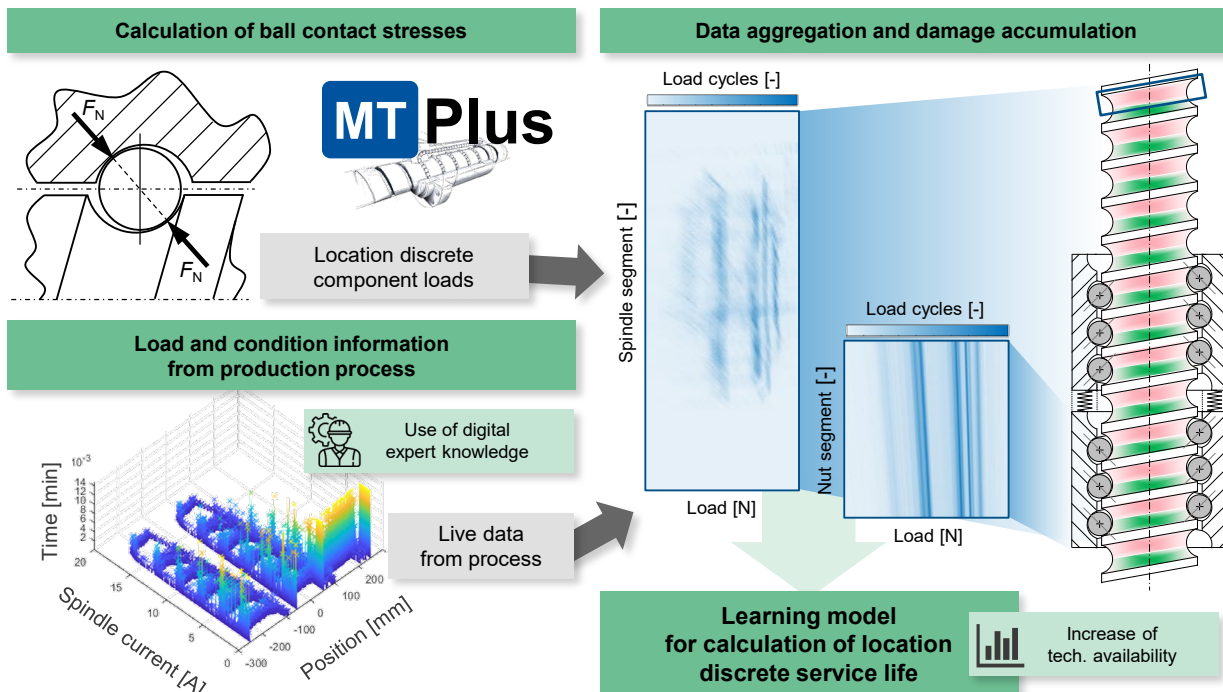 Calculation of ball contact stresses
F_N
F_N
MT Plus
Location discrete
component loads
Load and condition information
from production process
Use of digital
expert knowledge
Time [min]
10⁻³
14
12
10
8
6
4
2
20
15
10
5
0
Spindle current [A]
-300
-200
-100
0
100
200
Position [mm]
Live data
from process
Data aggregation and damage accumulation
Load cycles [-]
Spindle segment [-]
Load [N]
Load cycles [-]
Nut segment [-]
Load [N]
Learning model
for calculation of location
discrete service life
Increase of
tech. availability